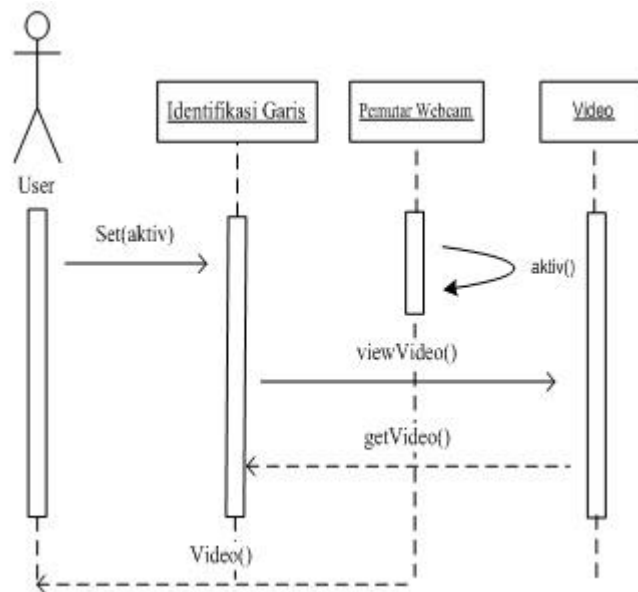 Identifikasi Garis
Pemutar Webcam
Video
User
Set(aktiv)
aktiv()
viewVideo()
getVideo()
Video()